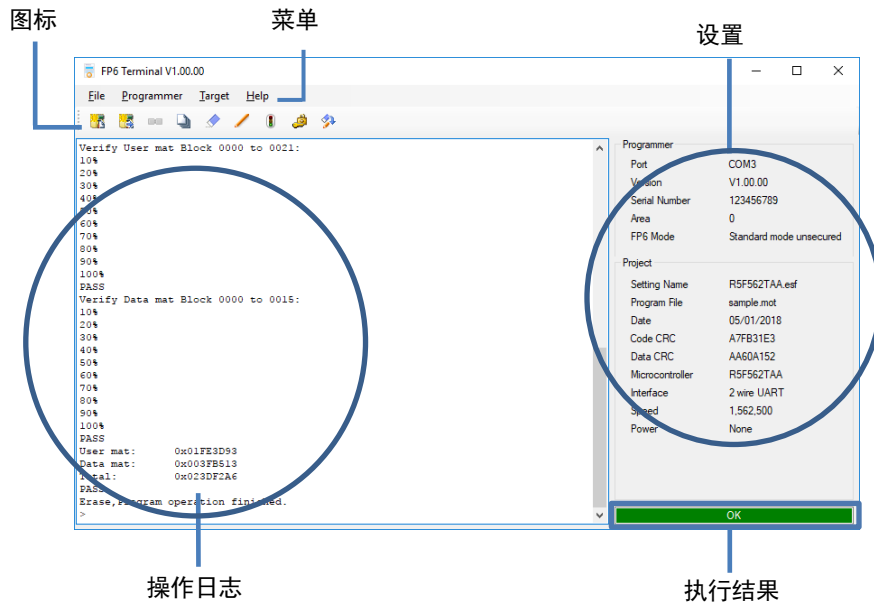 图标
菜单
设置
FP6 Terminal V1.00.00
File Programmer Target Help
Verify User mat Block 0000 to 0021:
10%
20%
30%
40%
50%
60%
70%
80%
90%
100%
PASS
Verify Data mat Block 0000 to 0015:
10%
20%
30%
40%
50%
60%
70%
80%
90%
100%
PASS
User mat: 0x01FE3D93
Data mat: 0x003FB513
Total: 0x023DF2A6
PASS
Erase,Program operation finished.
>
Programmer
Port COM3
Version V1.00.00
Serial Number 123456789
Area 0
FP6 Mode Standard mode unsecured
Project
Setting Name R5F562TAA.esf
Program File sample.mot
Date 05/01/2018
Code CRC A7FB31E3
Data CRC AA60A152
Microcontroller R5F562TAA
Interface 2 wire UART
Speed 1,562,500
Power None
OK
操作日志
执行结果